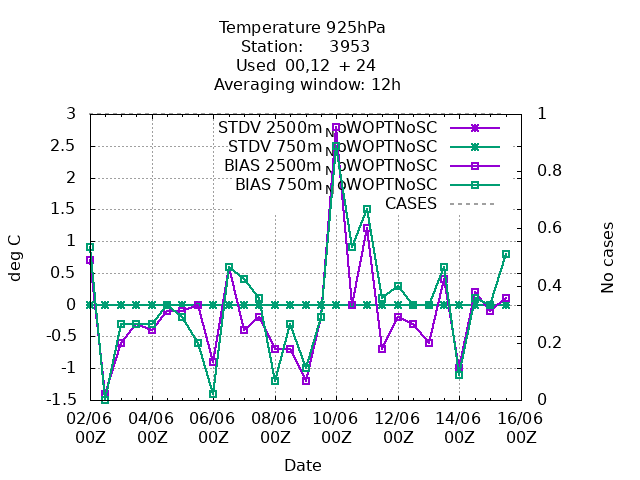 Temperature 925hPa
Station: 3953
Used 00,12 + 24
Averaging window: 12h
STDV 2500m NoWOPTNoSC
STDV 750m NoWOPTNoSC
BIAS 2500m NoWOPTNoSC
BIAS 750m NoWOPTNoSC
CASES
3
2.5
2
1.5
1
0.5
0
-0.5
-1
-1.5
deg C
1
0.8
0.6
0.4
0.2
0
No cases
02/06 04/06 06/06 08/06 10/06 12/06 14/06 16/06
00Z 00Z 00Z 00Z 00Z 00Z 00Z 00Z
Date